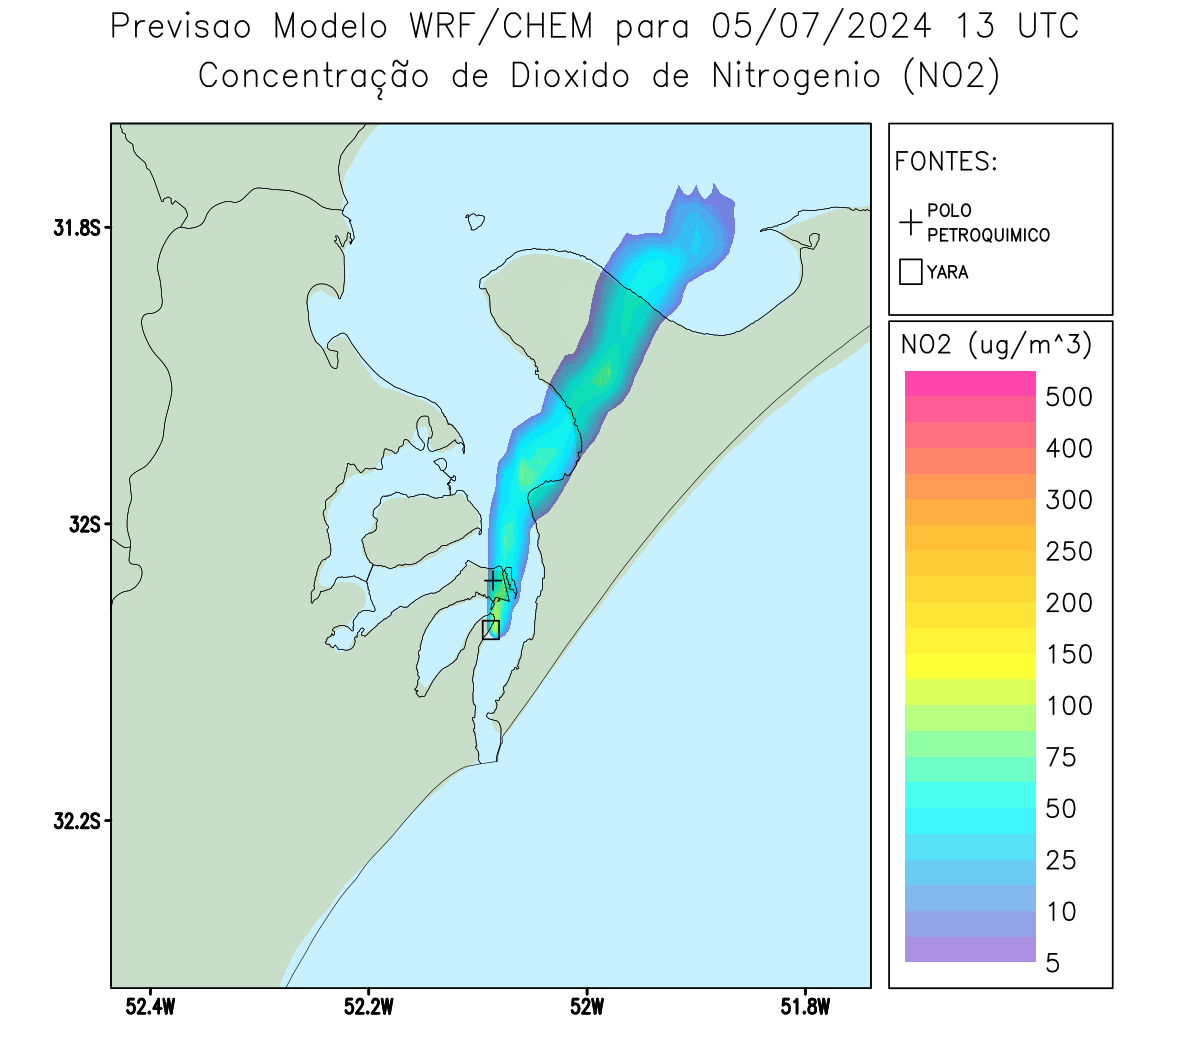 Previsao Modelo WRF/CHEM para 05/07/2024 13 UTC
Concentração de Dioxido de Nitrogenio (NO2)
FONTES:
POLO
PETROQUIMICO
YARA
NO2 (ug/m^3)
500
400
300
250
200
150
100
75
50
25
10
5
31.8S
32S
32.2S
52.4W
52.2W
52W
51.8W